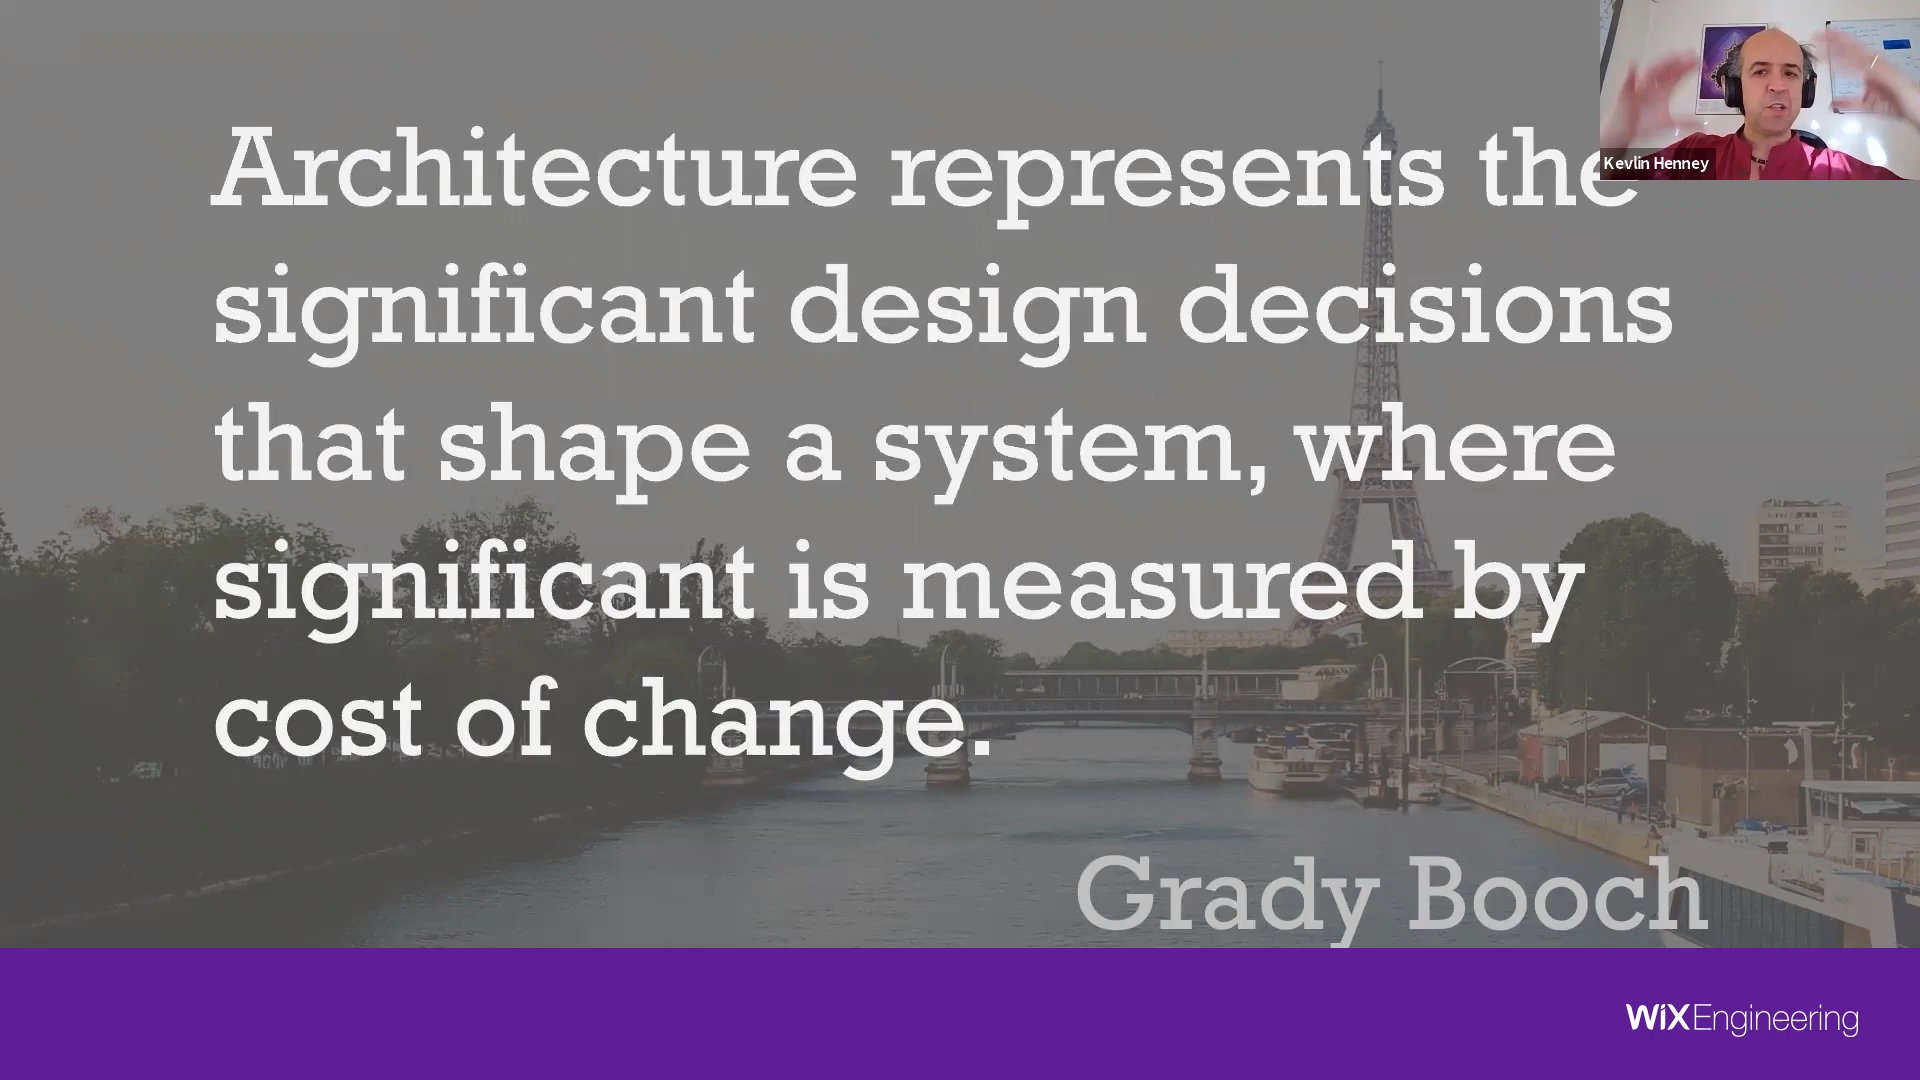 Architecture represents the
significant design decisions
that shape a system, where
significant is measured by
cost of change.
Grady Booch
Kevlin Henney
WiX Engineering